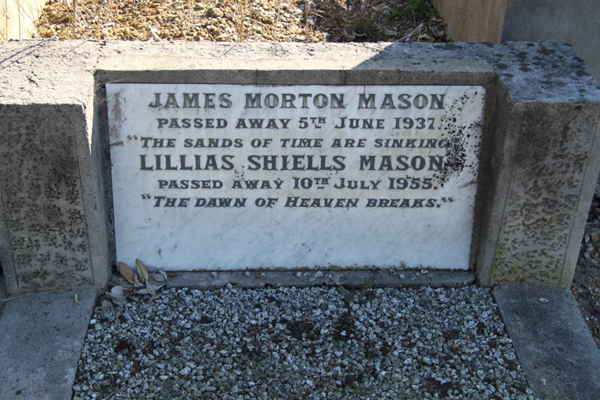 JAMES MORTON MASON
PASSED AWAY 5TH JUNE 1937.
"THE SANDS OF TIME ARE SINKING
LILLIAS SHIELLS MASON
PASSED AWAY 10TH JULY 1955.
"THE DAWN OF HEAVEN BREAKS."